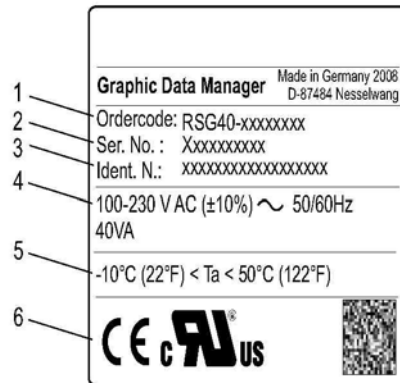 Graphic Data Manager
Made in Germany 2008
D-87484 Nesselwang
1
Ordercode: RSG40-xxxxxxxx
2
Ser. No. : Xxxxxxxxxx
3
Ident. N.: xxxxxxxxxxxxxxxxxx
4
100-230 V AC (±10%) ~ 50/60Hz
40VA
5
-10°C (22°F) < Ta < 50°C (122°F)
6
CE c RU ® US